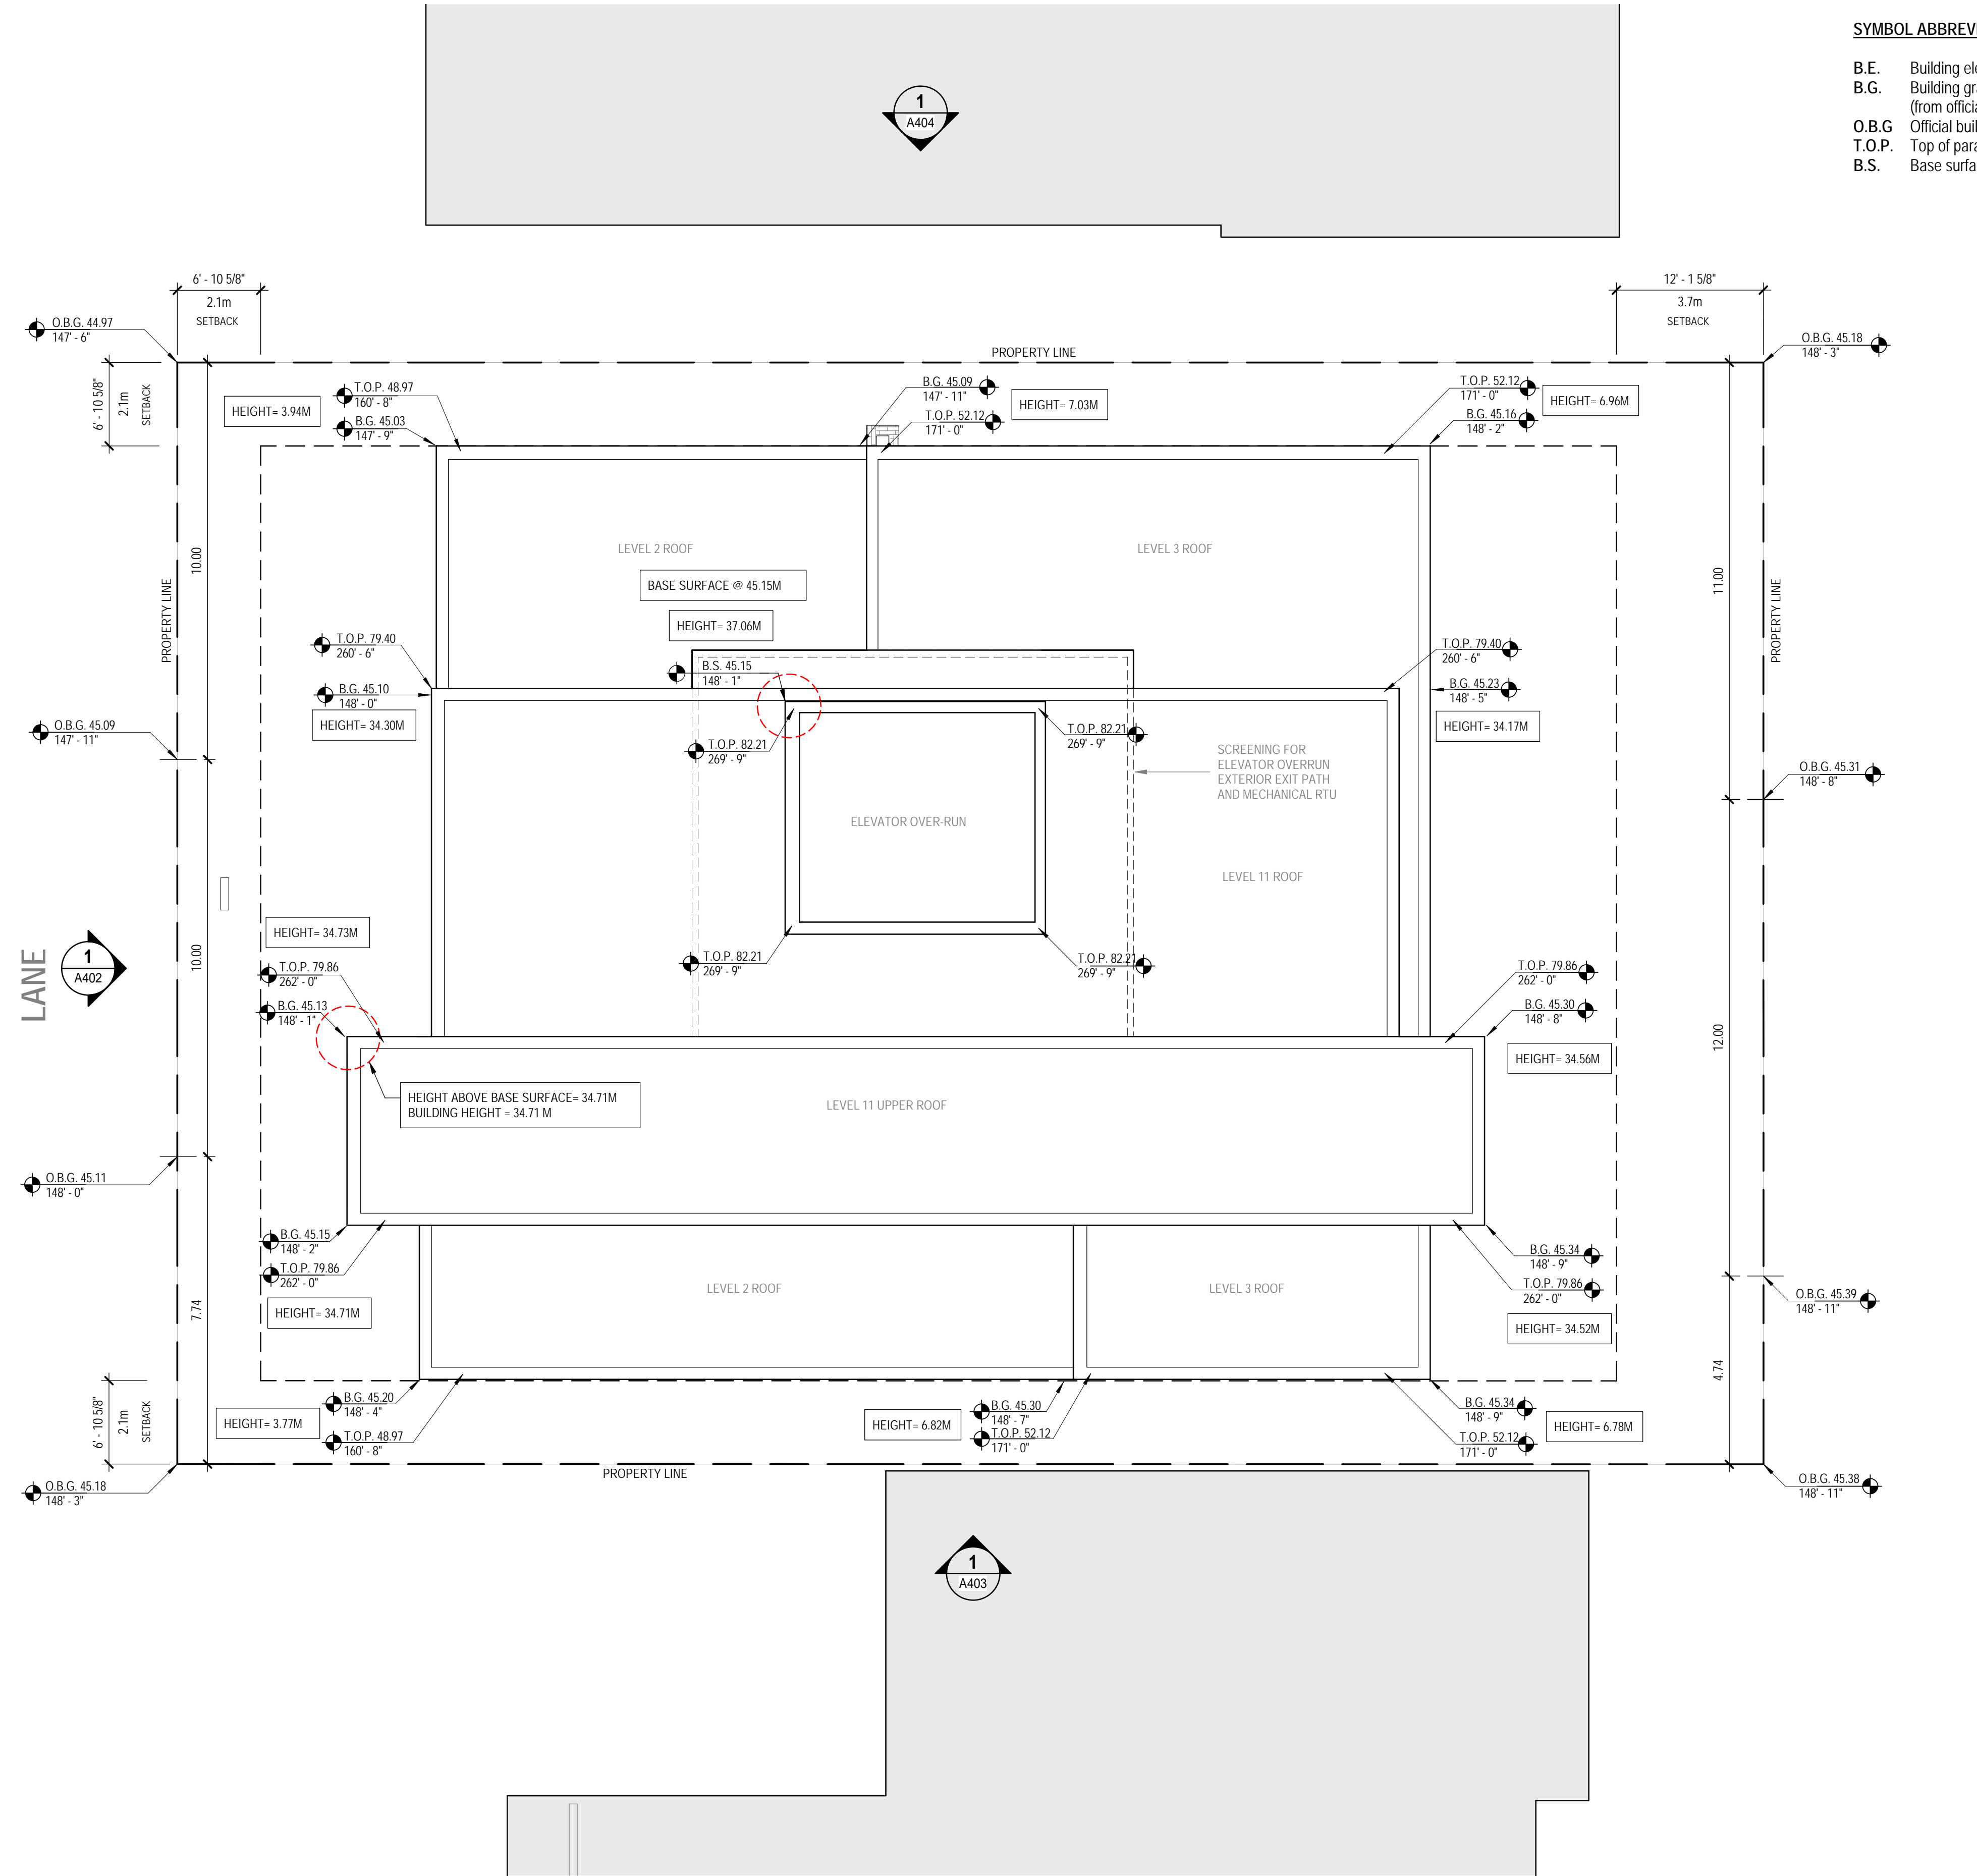 SYMBOL ABBREV
B.E. Building ele
B.G. Building gra
(from officia
O.B.G Official buil
T.O.P. Top of para
B.S. Base surfa
1
A404
6' - 10 5/8"
2.1m
SETBACK
12' - 1 5/8"
3.7m
SETBACK
O.B.G. 44.97
147' - 6"
O.B.G. 45.18
148' - 3"
PROPERTY LINE
6' - 10 5/8"
2.1m
SETBACK
HEIGHT= 3.94M
T.O.P. 48.97
160' - 8"
B.G. 45.03
147' - 9"
B.G. 45.09
147' - 11"
T.O.P. 52.12
171' - 0"
HEIGHT= 7.03M
T.O.P. 52.12
171' - 0"
B.G. 45.16
148' - 2"
HEIGHT= 6.96M
10.00
PROPERTY LINE
LEVEL 2 ROOF
LEVEL 3 ROOF
11.00
PROPERTY LINE
BASE SURFACE @ 45.15M
HEIGHT= 37.06M
T.O.P. 79.40
260' - 6"
B.G. 45.10
148' - 0"
HEIGHT= 34.30M
B.S. 45.15
148' - 1"
T.O.P. 79.40
260' - 6"
B.G. 45.23
148' - 5"
HEIGHT= 34.17M
O.B.G. 45.09
147' - 11"
T.O.P. 82.21
269' - 9"
T.O.P. 82.21
269' - 9"
SCREENING FOR
ELEVATOR OVERRUN
EXTERIOR EXIT PATH
AND MECHANICAL RTU
O.B.G. 45.31
148' - 8"
ELEVATOR OVER-RUN
LEVEL 11 ROOF
LANE
1
A402
10.00
HEIGHT= 34.73M
T.O.P. 79.86
262' - 0"
B.G. 45.13
148' - 1"
T.O.P. 82.21
269' - 9"
T.O.P. 82.21
269' - 9"
T.O.P. 79.86
262' - 0"
B.G. 45.30
148' - 8"
HEIGHT= 34.56M
12.00
HEIGHT ABOVE BASE SURFACE= 34.71M
BUILDING HEIGHT = 34.71 M
LEVEL 11 UPPER ROOF
O.B.G. 45.11
148' - 0"
B.G. 45.15
148' - 2"
T.O.P. 79.86
262' - 0"
HEIGHT= 34.71M
7.74
LEVEL 2 ROOF
LEVEL 3 ROOF
B.G. 45.34
148' - 9"
T.O.P. 79.86
262' - 0"
HEIGHT= 34.52M
O.B.G. 45.39
148' - 11"
4.74
6' - 10 5/8"
2.1m
SETBACK
HEIGHT= 3.77M
B.G. 45.20
148' - 4"
T.O.P. 48.97
160' - 8"
HEIGHT= 6.82M
B.G. 45.30
148' - 7"
T.O.P. 52.12
171' - 0"
B.G. 45.34
148' - 9"
T.O.P. 52.12
171' - 0"
HEIGHT= 6.78M
PROPERTY LINE
O.B.G. 45.18
148' - 3"
O.B.G. 45.38
148' - 11"
1
A403